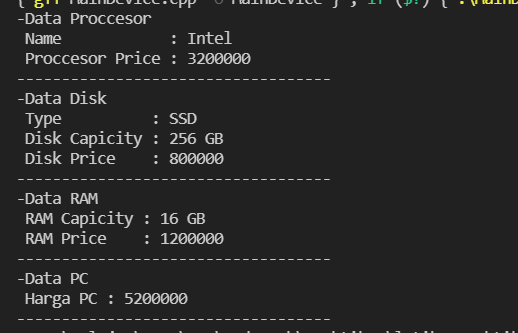 -Data Proccesor
Name : Intel
Proccesor Price : 3200000
-----------------------------------
-Data Disk
Type : SSD
Disk Capicity : 256 GB
Disk Price : 800000
-----------------------------------
-Data RAM
RAM Capicity : 16 GB
RAM Price : 1200000
-----------------------------------
-Data PC
Harga PC : 5200000
-----------------------------------